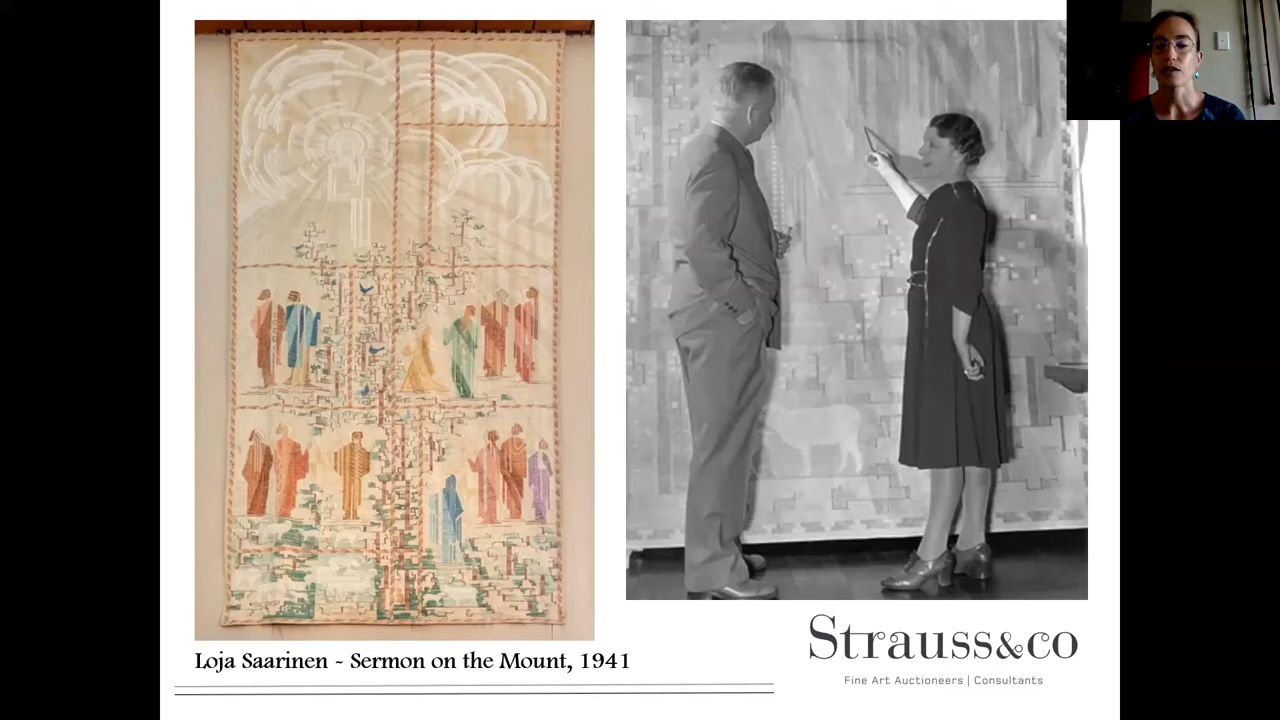 Loja Saarinen - Sermon on the Mount, 1941
Strauss&co
Fine Art Auctioneers | Consultants